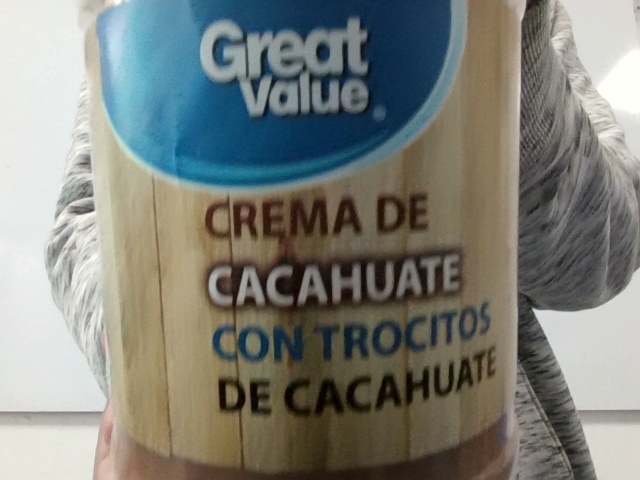 Great
Value®
CREMA DE
CACAHUATE
CON TROCITOS
DE CACAHUATE